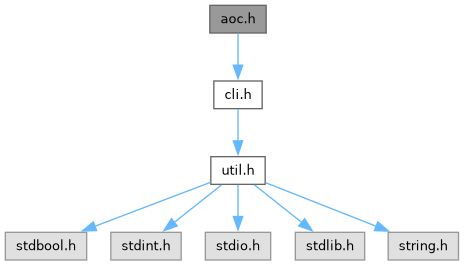 aoc.h
cli.h
util.h
stdbool.h
stdint.h
stdio.h
stdlib.h
string.h